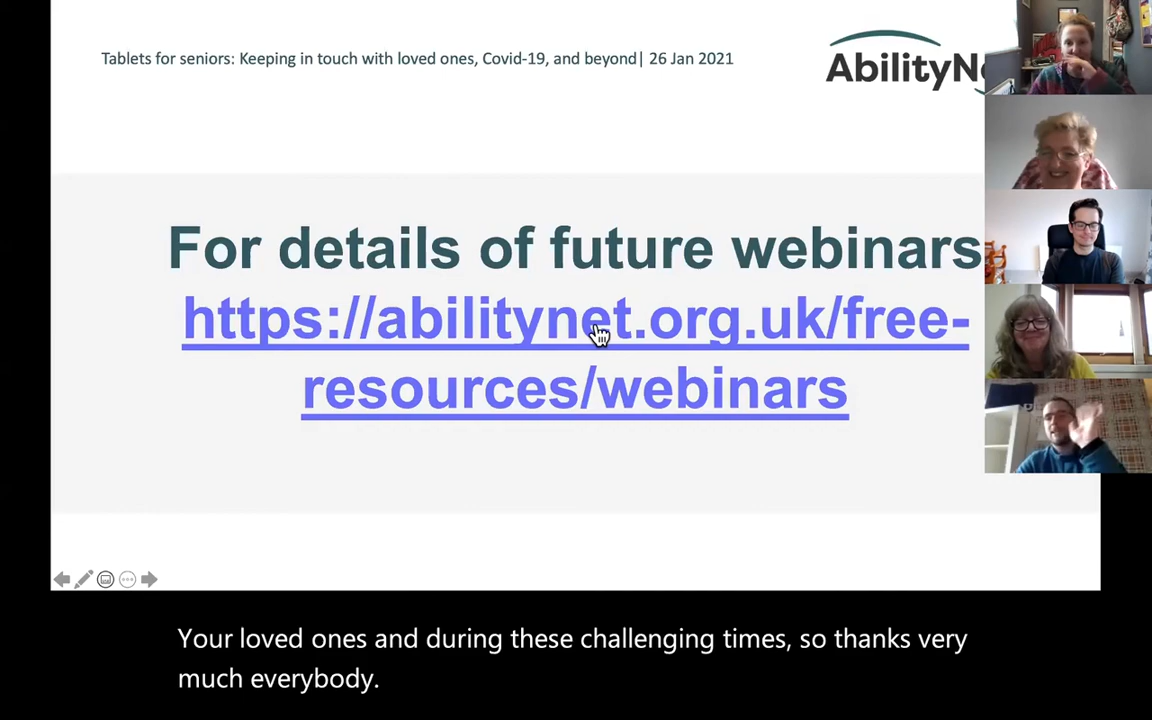 Tablets for seniors: Keeping in touch with loved ones, Covid-19, and beyond| 26 Jan 2021
AbilityN
For details of future webinars
https://abilitynet.org.uk/free-
resources/webinars
Your loved ones and during these challenging times, so thanks very
much everybody.